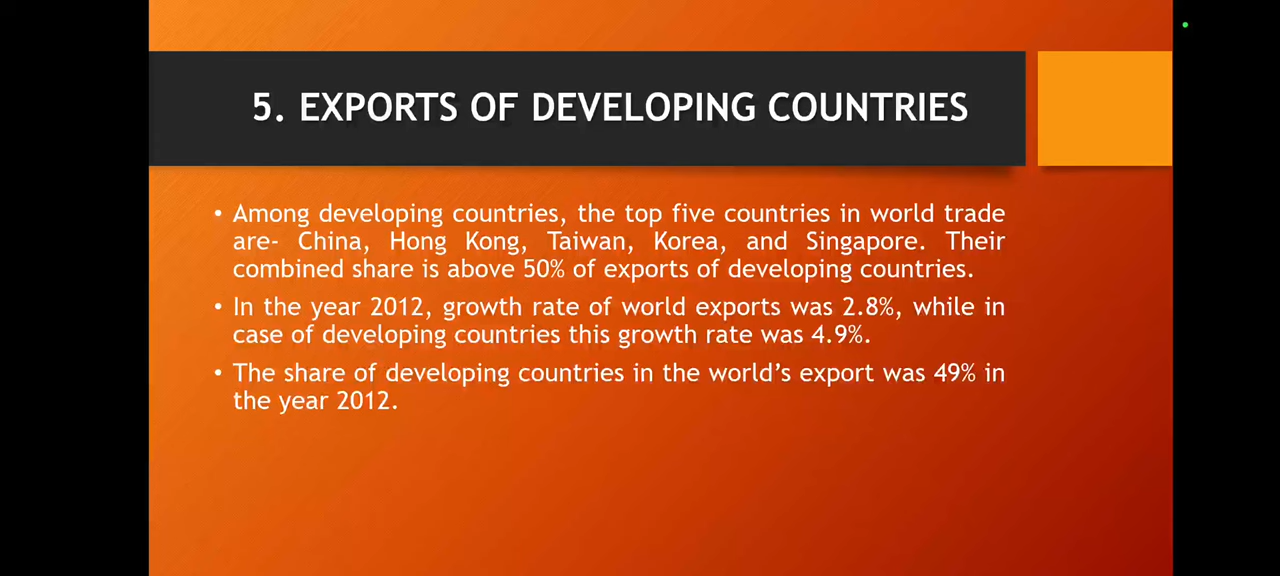 5. EXPORTS OF DEVELOPING COUNTRIES
• Among developing countries, the top five countries in world trade
are- China, Hong Kong, Taiwan, Korea, and Singapore. Their
combined share is above 50% of exports of developing countries.
• In the year 2012, growth rate of world exports was 2.8%, while in
case of developing countries this growth rate was 4.9%.
• The share of developing countries in the world’s export was 49% in
the year 2012.